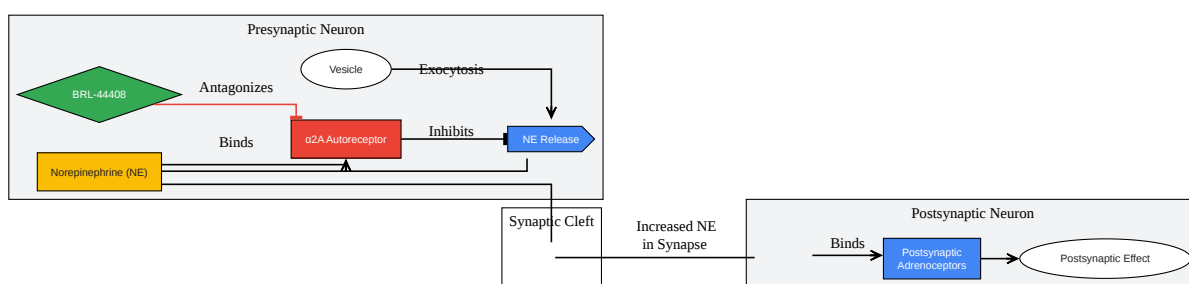 Presynaptic Neuron
Vesicle
Exocytosis
BRL-44408
Antagonizes
α2A Autoreceptor
Inhibits
NE Release
Binds
Norepinephrine (NE)
Synaptic Cleft
Increased NE
in Synapse
Postsynaptic Neuron
Binds
Postsynaptic
Adrenoceptors
Postsynaptic Effect